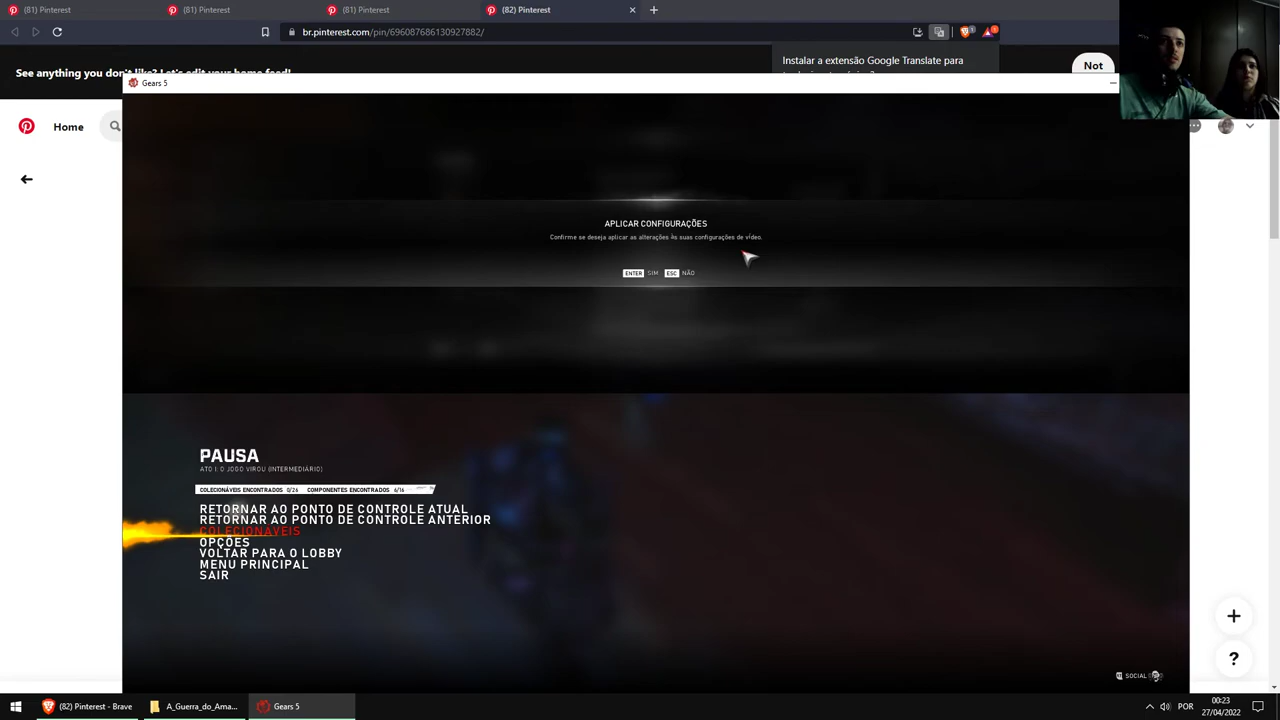 (81) Pinterest
(81) Pinterest
(81) Pinterest
(82) Pinterest
br.pinterest.com/pin/696087686130927882/
See anything you don't like? Let's edit your home feed!
Instalar a extensão Google Translate para
Not
Gears 5
Home
APLICAR CONFIGURAÇÕES
Confirme se deseja aplicar as alterações às suas configurações de vídeo.
ENTER SIM ESC NÃO
PAUSA
ATO I: O JOGO VIROU (INTERMEDIÁRIO)
COLECIONÁVEIS ENCONTRADOS 0/26 COMPONENTES ENCONTRADOS 6/16
RETORNAR AO PONTO DE CONTROLE ATUAL
RETORNAR AO PONTO DE CONTROLE ANTERIOR
COLECIONÁVEIS
OPÇÕES
VOLTAR PARA O LOBBY
MENU PRINCIPAL
SAIR
SOCIAL
(82) Pinterest - Brave
A_Guerra_do_Ama...
Gears 5
POR
00:23
27/04/2022